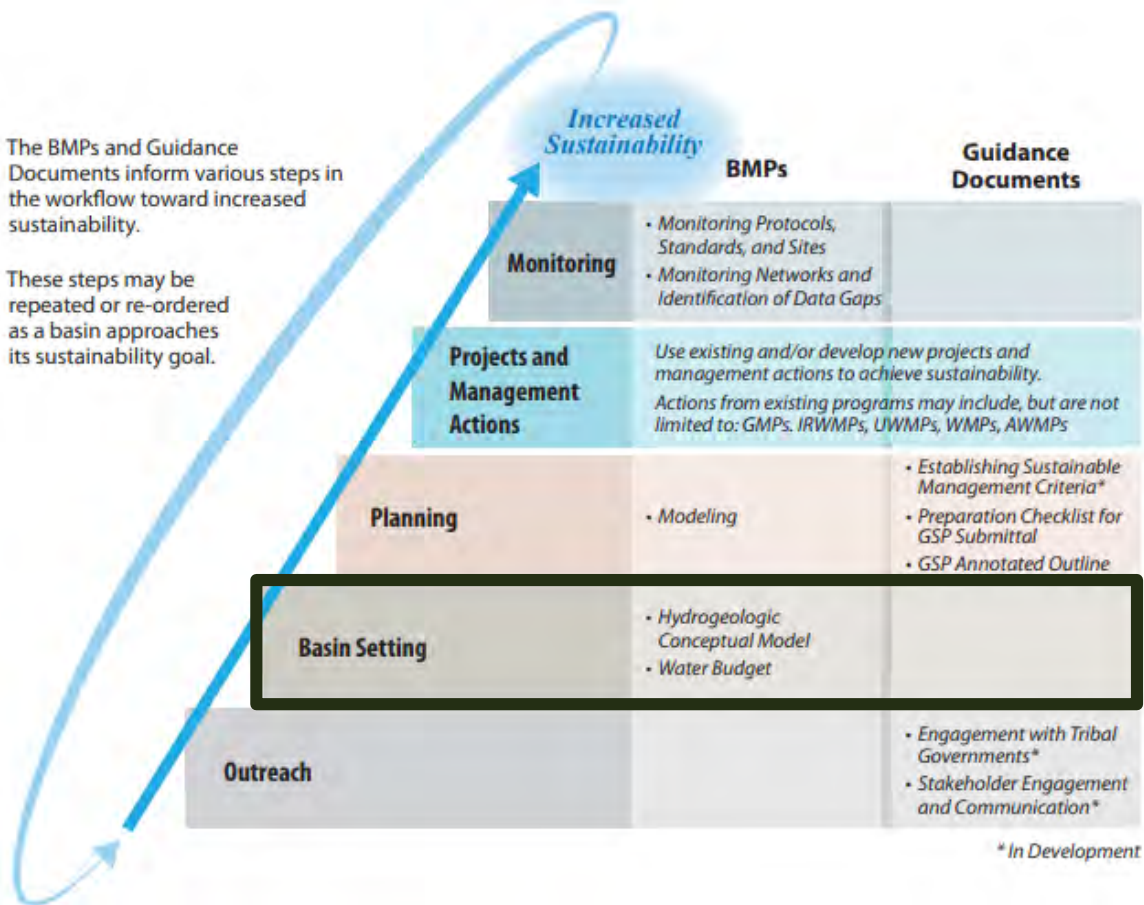 The BMPs and Guidance
Documents inform various steps in
the workflow toward increased
sustainability.
These steps may be
repeated or re-ordered
as a basin approaches
its sustainability goal.
Increased
Sustainability
BMPs
Guidance
Documents
Monitoring
• Monitoring Protocols,
Standards, and Sites
• Monitoring Networks and
Identification of Data Gaps
Projects and
Management
Actions
Use existing and/or develop new projects and
management actions to achieve sustainability.
Actions from existing programs may include, but are not
limited to: GMPs. IRWMPs, UWMPs, WMPs, AWMPs
Planning
• Modeling
• Establishing Sustainable
Management Criteria*
• Preparation Checklist for
GSP Submittal
• GSP Annotated Outline
Basin Setting
• Hydrogeologic
Conceptual Model
• Water Budget
Outreach
• Engagement with Tribal
Governments*
• Stakeholder Engagement
and Communication*
* In Development